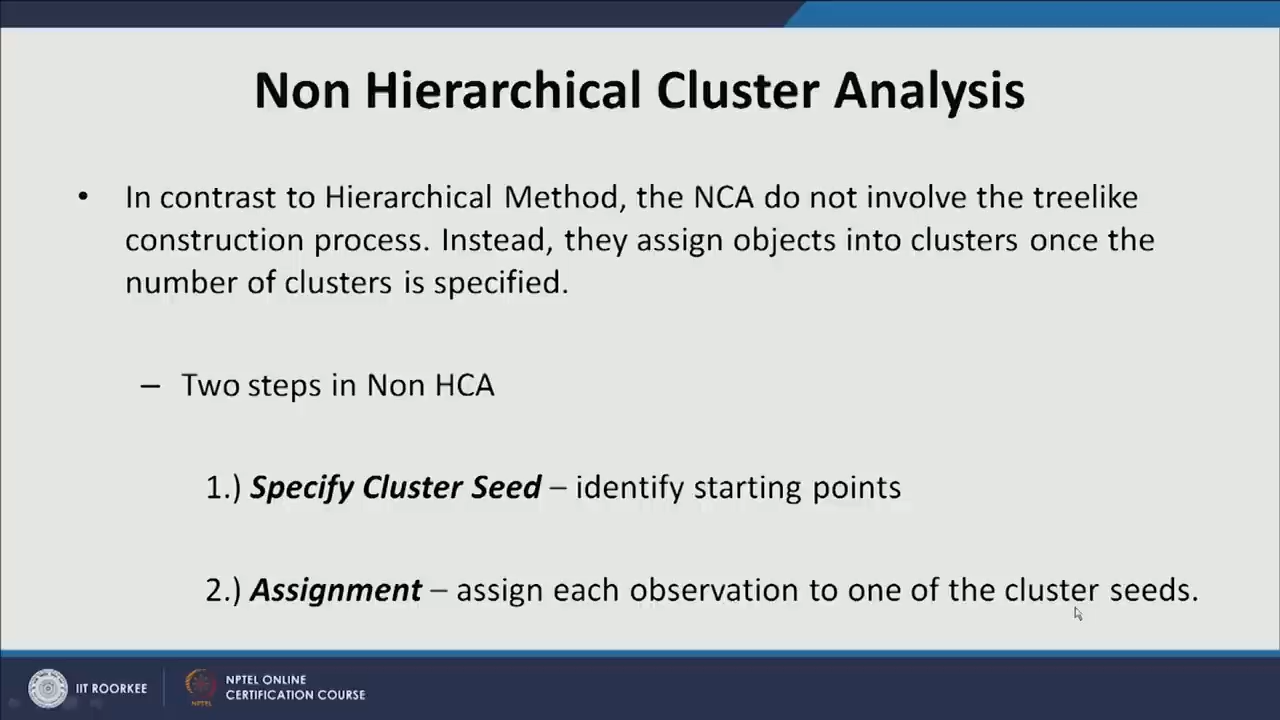 Non Hierarchical Cluster Analysis
• In contrast to Hierarchical Method, the NCA do not involve the treelike
construction process. Instead, they assign objects into clusters once the
number of clusters is specified.
– Two steps in Non HCA
1.) Specify Cluster Seed – identify starting points
2.) Assignment – assign each observation to one of the cluster seeds.
IIT ROORKEE
NPTEL
NPTEL ONLINE
CERTIFICATION COURSE